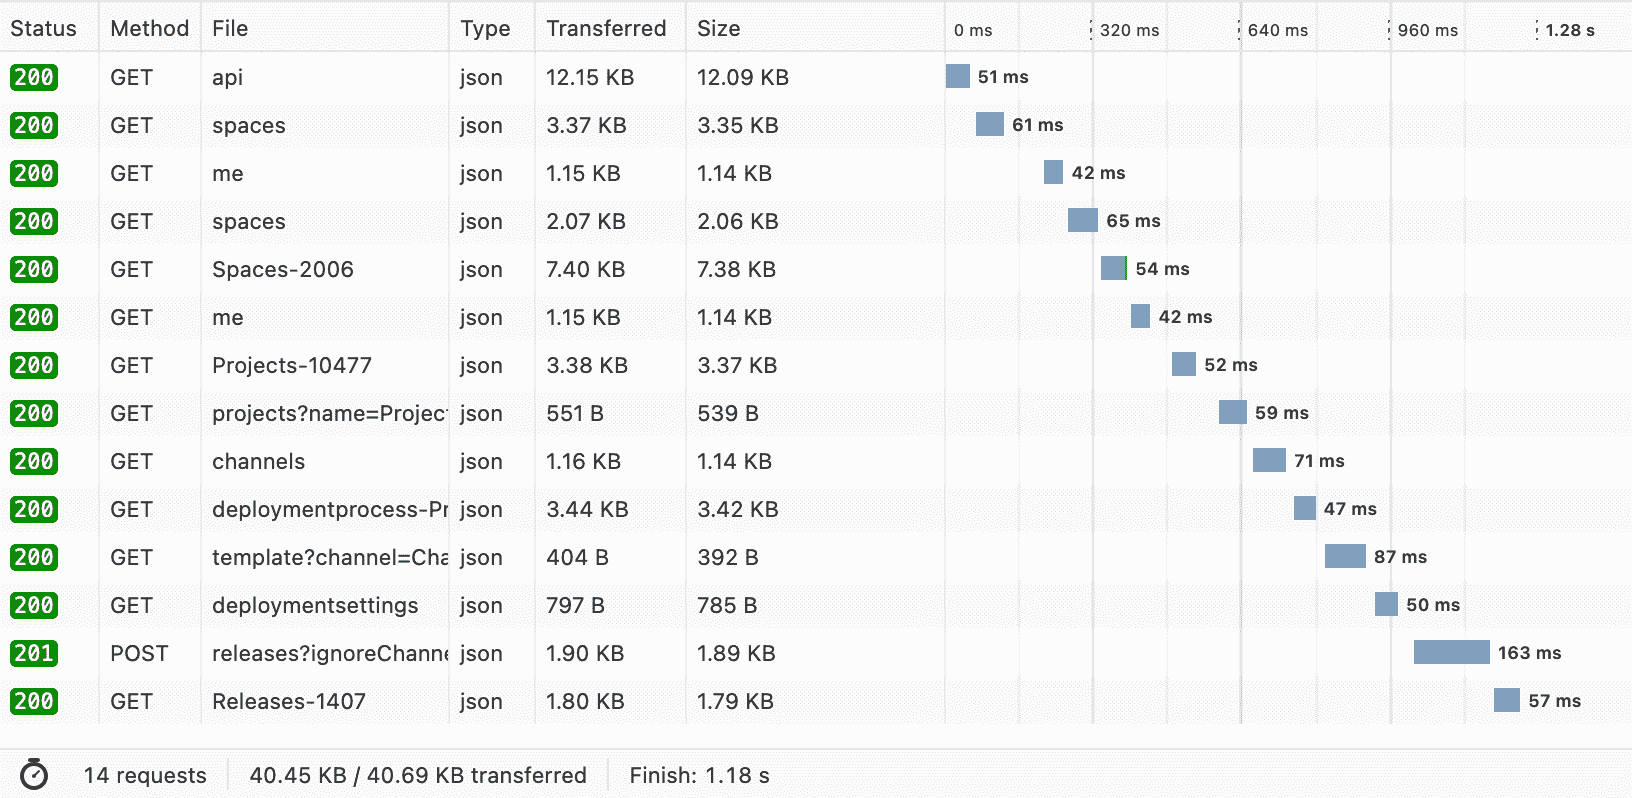 Status Method File Type Transferred Size 0 ms 320 ms 640 ms 960 ms 1.28 s
200 GET api json 12.15 KB 12.09 KB 51 ms
200 GET spaces json 3.37 KB 3.35 KB 61 ms
200 GET me json 1.15 KB 1.14 KB 42 ms
200 GET spaces json 2.07 KB 2.06 KB 65 ms
200 GET Spaces-2006 json 7.40 KB 7.38 KB 54 ms
200 GET me json 1.15 KB 1.14 KB 42 ms
200 GET Projects-10477 json 3.38 KB 3.37 KB 52 ms
200 GET projects?name=Projec json 551 B 539 B 59 ms
200 GET channels json 1.16 KB 1.14 KB 71 ms
200 GET deploymentprocess-Pr json 3.44 KB 3.42 KB 47 ms
200 GET template?channel=Cha json 404 B 392 B 87 ms
200 GET deploymentsettings json 797 B 785 B 50 ms
201 POST releases?ignoreChanne json 1.90 KB 1.89 KB 163 ms
200 GET Releases-1407 json 1.80 KB 1.79 KB 57 ms
14 requests 40.45 KB / 40.69 KB transferred Finish: 1.18 s